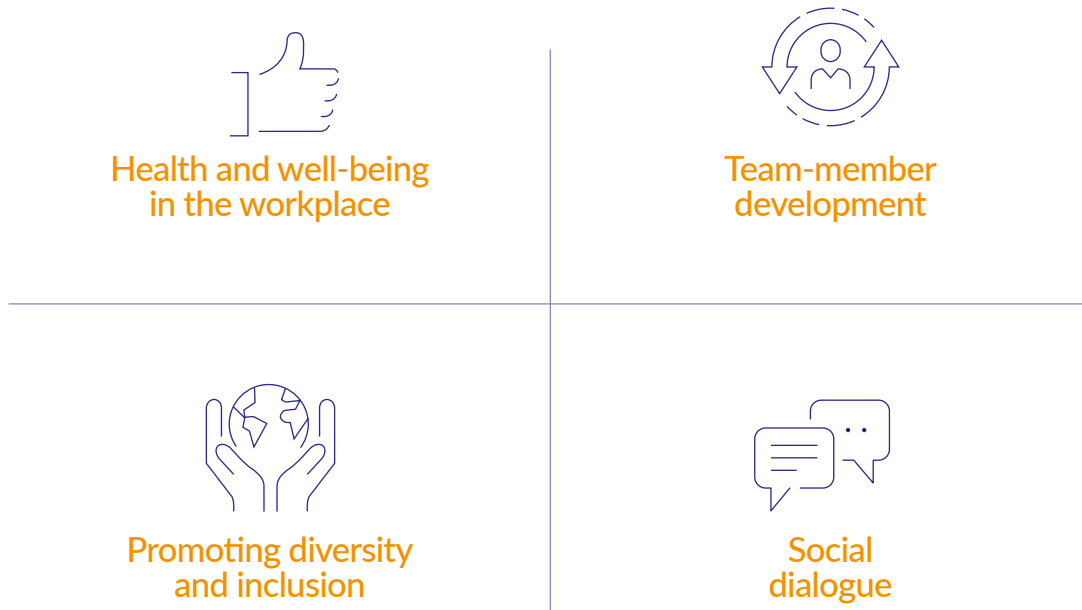 Health and well-being
in the workplace
Team-member
development
Promoting diversity
and inclusion
Social
dialogue